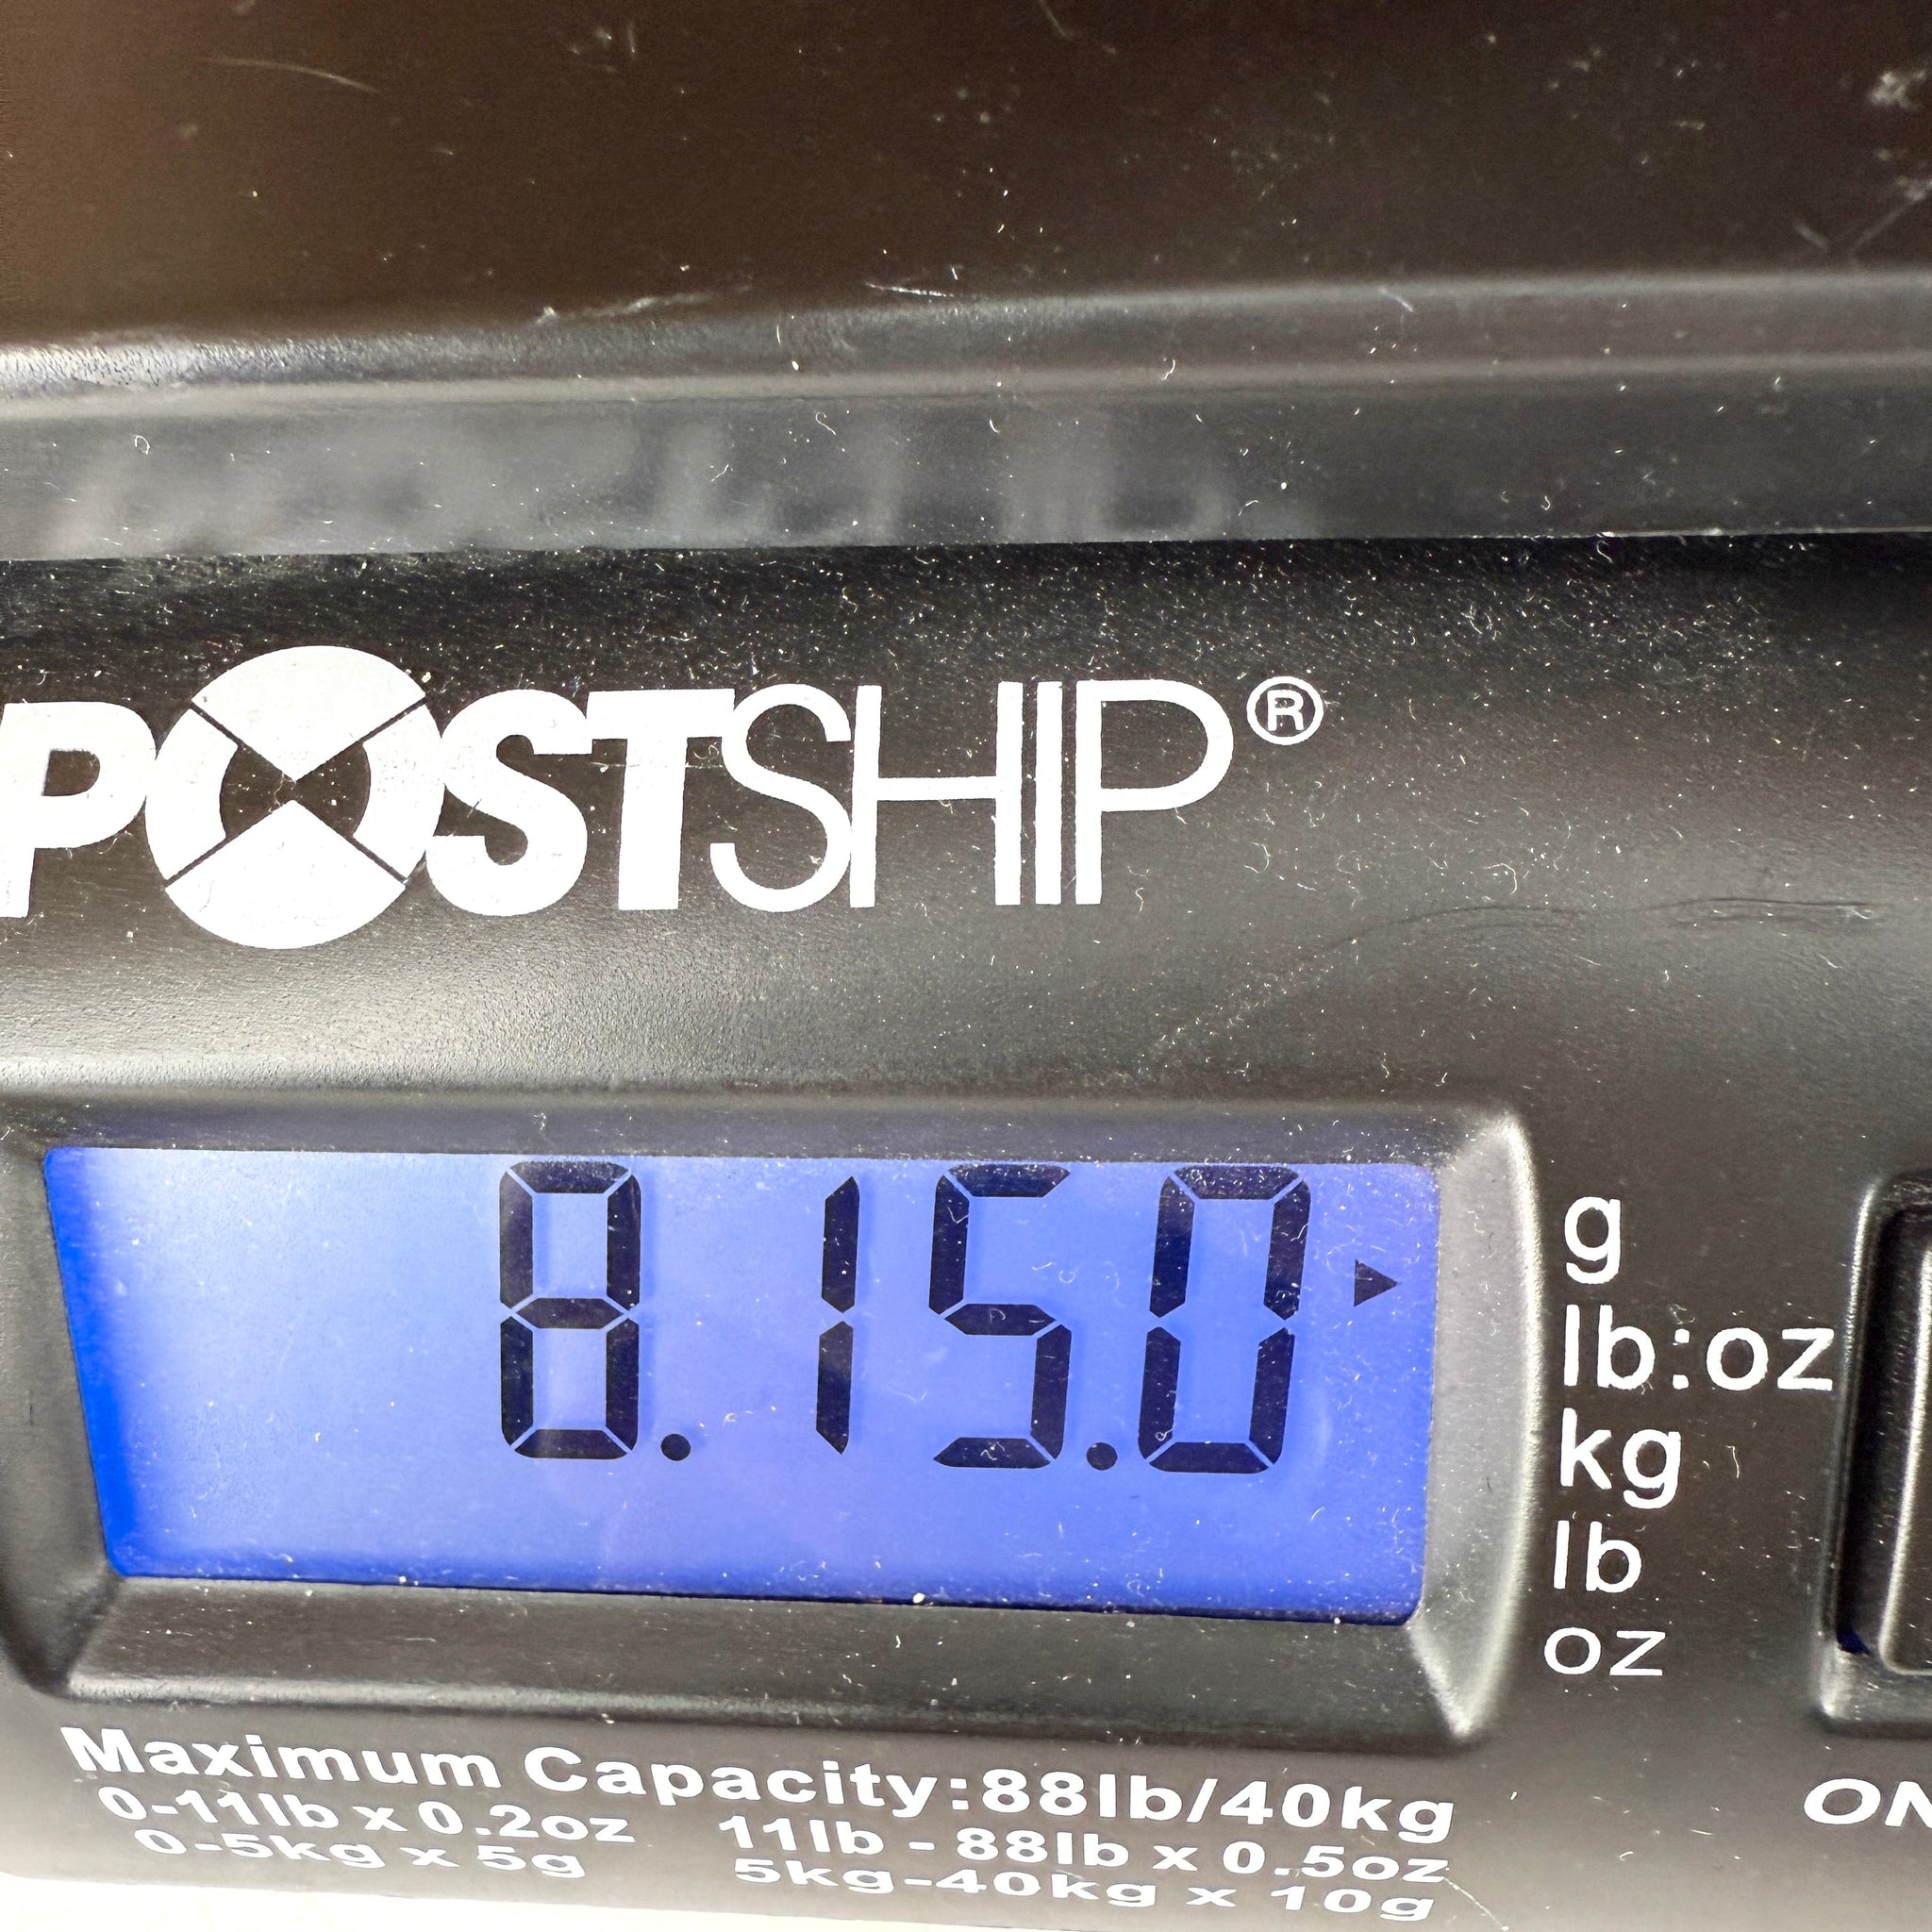 POSTSHIP®
8.15.0
g
lb:oz
kg
lb
oz
Maximum Capacity:88lb/40kg
0-11lb x 0.2oz 11lb - 88lb x 0.5oz
0-5kg x 5g 5kg-40kg x 10g
ON